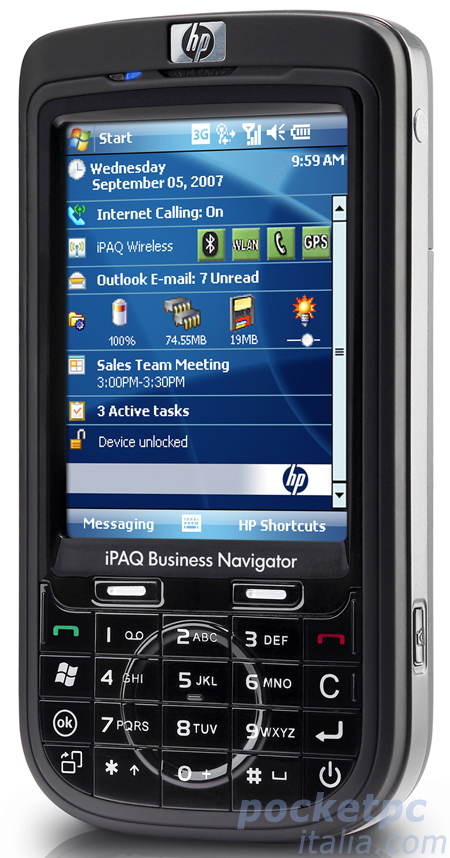 hp
Start
3G
9:59 AM
Wednesday
September 05, 2007
Internet Calling: On
iPAQ Wireless
WLAN
GPS
Outlook E-mail: 7 Unread
100%
74.55MB
19MB
Sales Team Meeting
3:00PM-3:30PM
3 Active tasks
Device unlocked
hp
Messaging
HP Shortcuts
iPAQ Business Navigator
1
2 ABC
3 DEF
4 GHI
5 JKL
6 MNO
C
ok
7 PQRS
8 TUV
9 WXYZ
*
0 +
#
pocketpc
italia.com